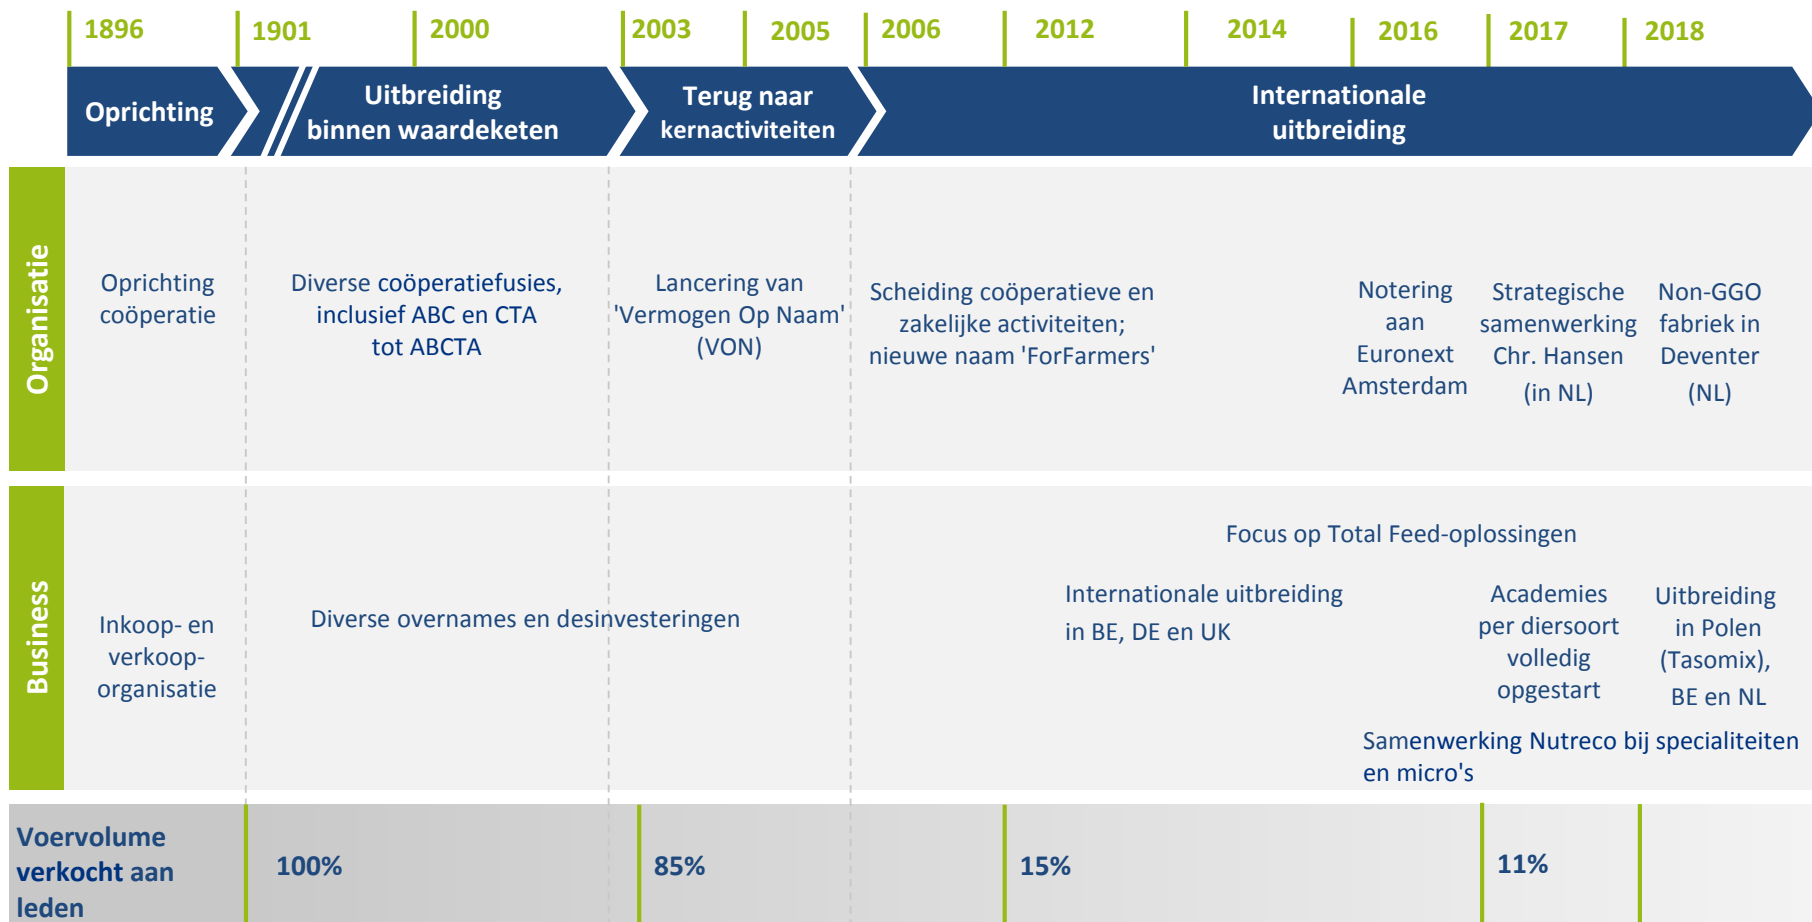 1896
1901
2000
2003
2005
2006
2012
2014
2016
2017
2018
Oprichting
Uitbreiding
binnen waardeketen
Terug naar
kernactiviteiten
Internationale
uitbreiding
Organisatie
Oprichting
coöperatie
Diverse coöperatiefusies,
inclusief ABC en CTA
tot ABCTA
Lancering van
'Vermogen Op Naam'
(VON)
Scheiding coöperatieve en
zakelijke activiteiten;
nieuwe naam 'ForFarmers'
Notering
aan
Euronext
Amsterdam
Strategische
samenwerking
Chr. Hansen
(in NL)
Non-GGO
fabriek in
Deventer
(NL)
Business
Inkoop- en
verkoop-
organisatie
Diverse overnames en desinvesteringen
Focus op Total Feed-oplossingen
Internationale uitbreiding
in BE, DE en UK
Academies
per diersoort
volledig
opgestart
Uitbreiding
in Polen
(Tasomix),
BE en NL
Samenwerking Nutreco bij specialiteiten
en micro's
Voervolume
verkocht aan
leden
100%
85%
15%
11%